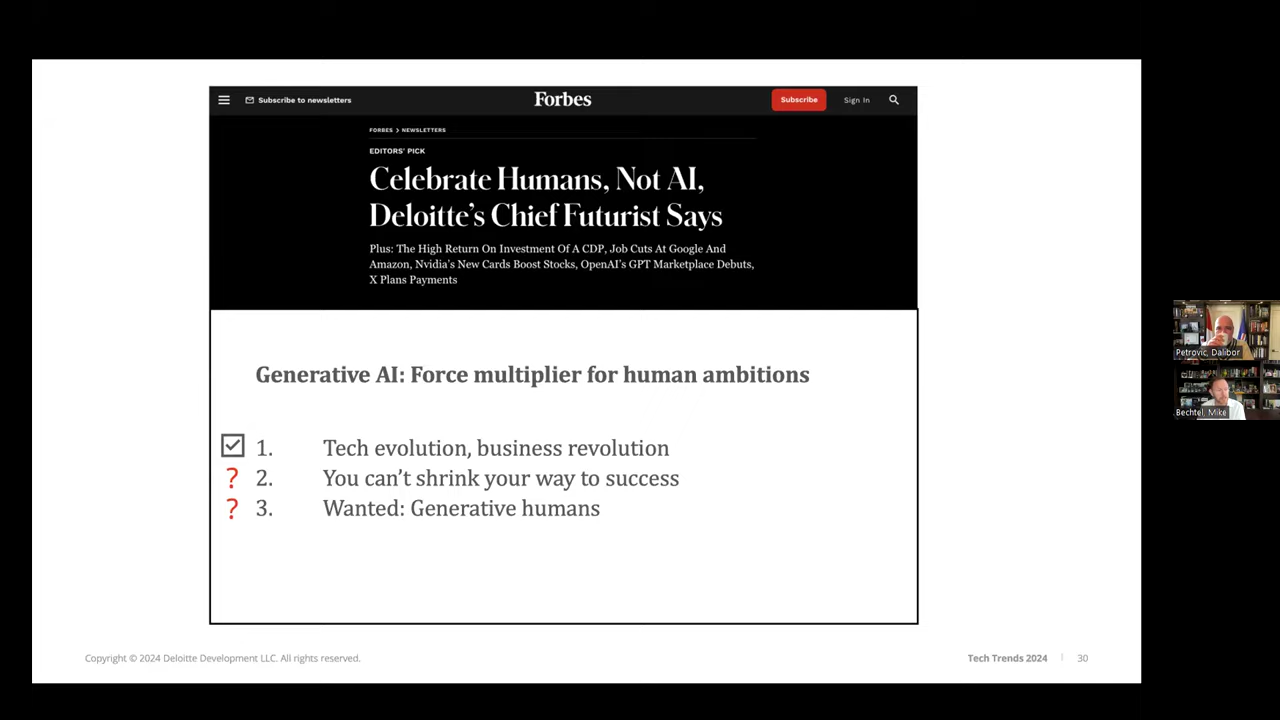 Subscribe to newsletters
Forbes
Subscribe
Sign In
FORBES > NEWSLETTERS
EDITORS' PICK
Celebrate Humans, Not AI,
Deloitte’s Chief Futurist Says
Plus: The High Return On Investment Of A CDP, Job Cuts At Google And
Amazon, Nvidia’s New Cards Boost Stocks, OpenAI’s GPT Marketplace Debuts,
X Plans Payments
Generative AI: Force multiplier for human ambitions
1. Tech evolution, business revolution
? 2. You can’t shrink your way to success
? 3. Wanted: Generative humans
Copyright © 2024 Deloitte Development LLC. All rights reserved.
Tech Trends 2024 | 30
Petrovic, Dalibor
Bechtel, Mike